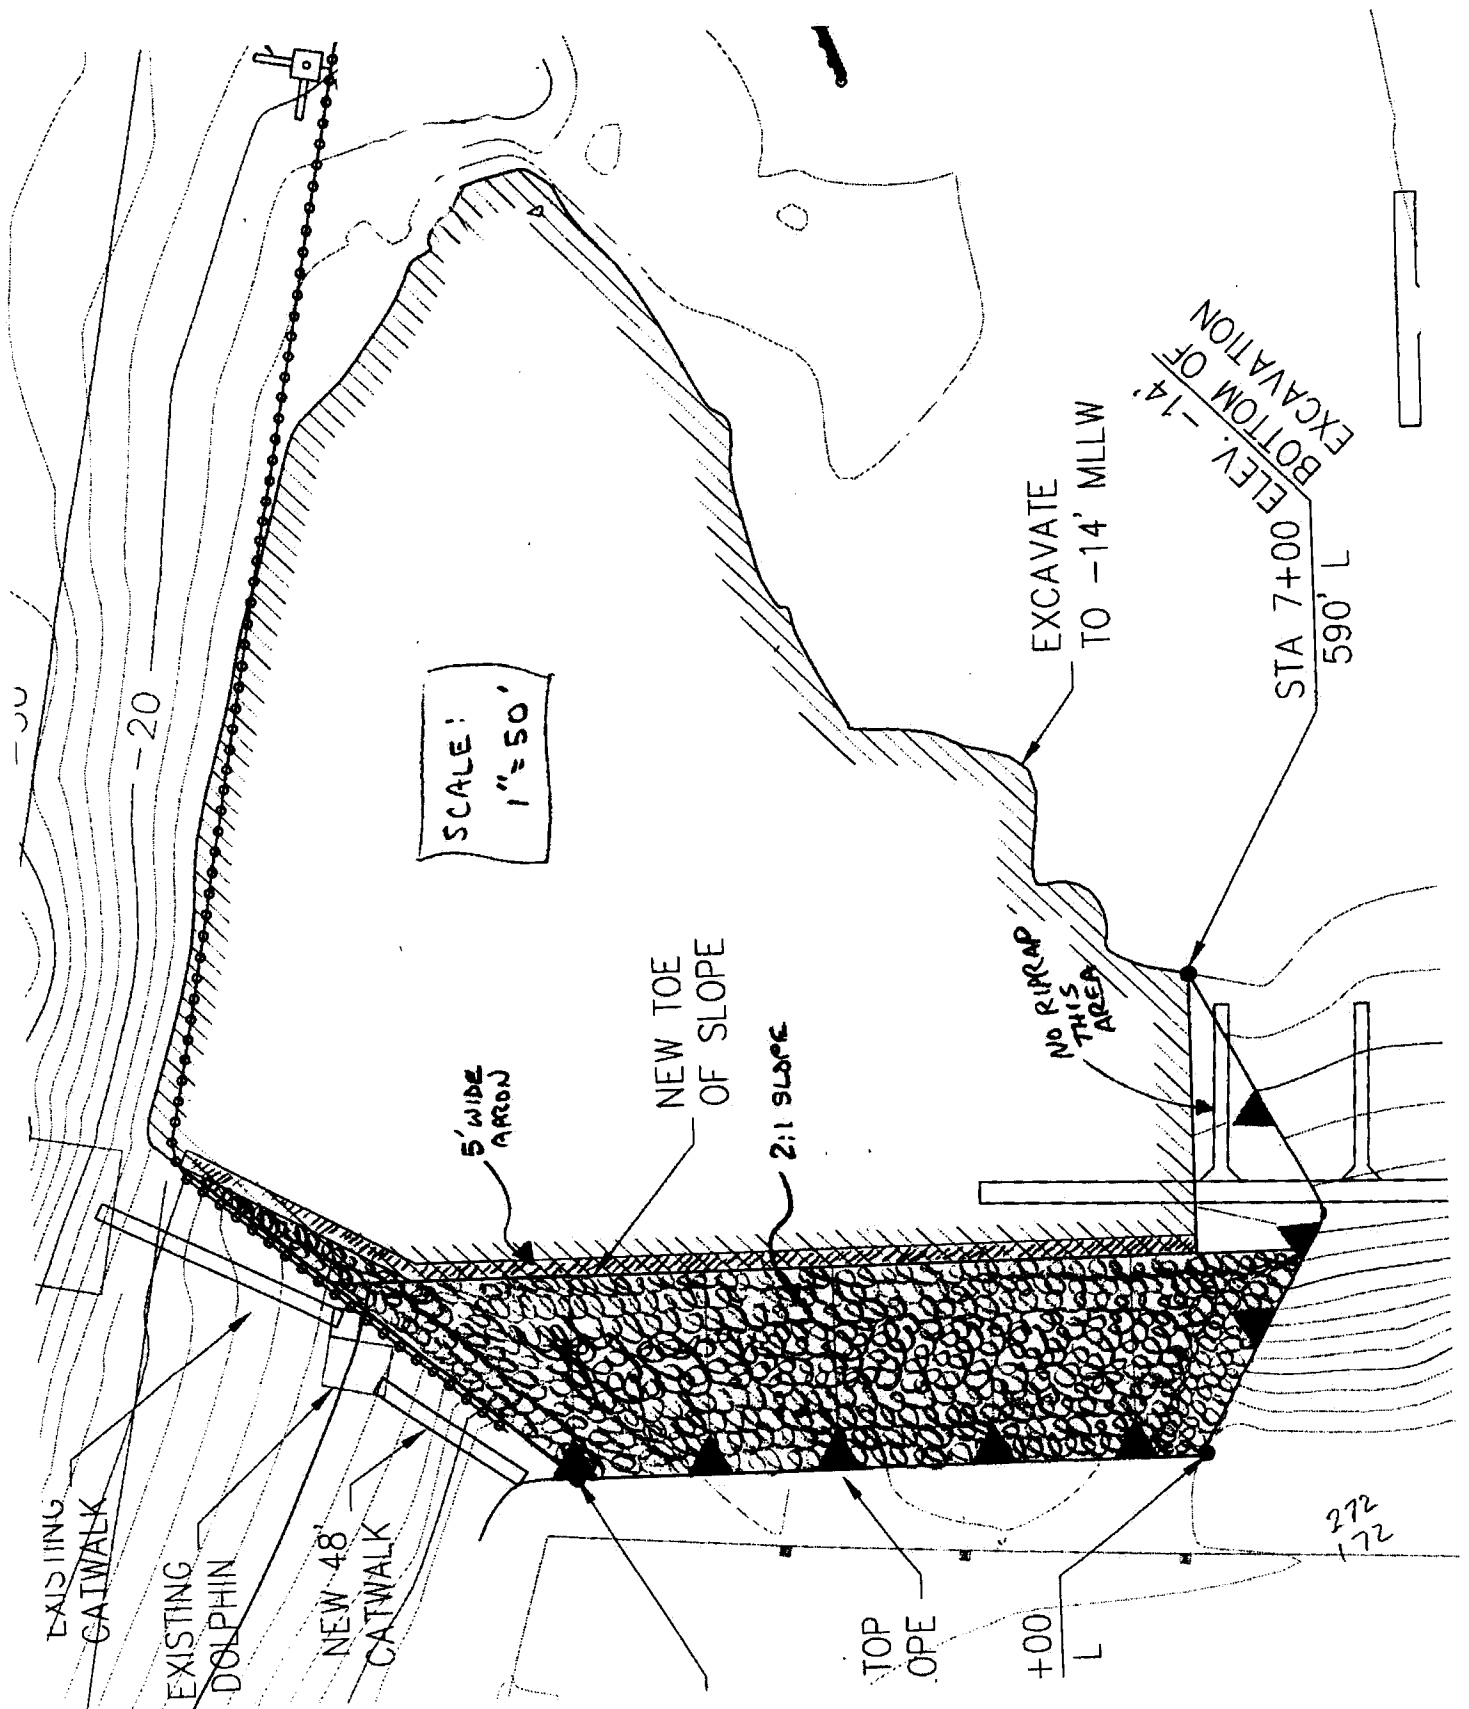 -20
SCALE:
1" = 50'
ELEV. -14'
BOTTOM OF
EXCAVATION
STA 7+00
590' L
EXCAVATE
TO -14' MLLW
NO RIPRAP
THIS
AREA
NEW TOE
OF SLOPE
5' WIDE
APRON
2:1 SLOPE
EXISTING
CATWALK
EXISTING
DOLPHIN
NEW 48'
CATWALK
TOP
OPE
+00
L
272
172